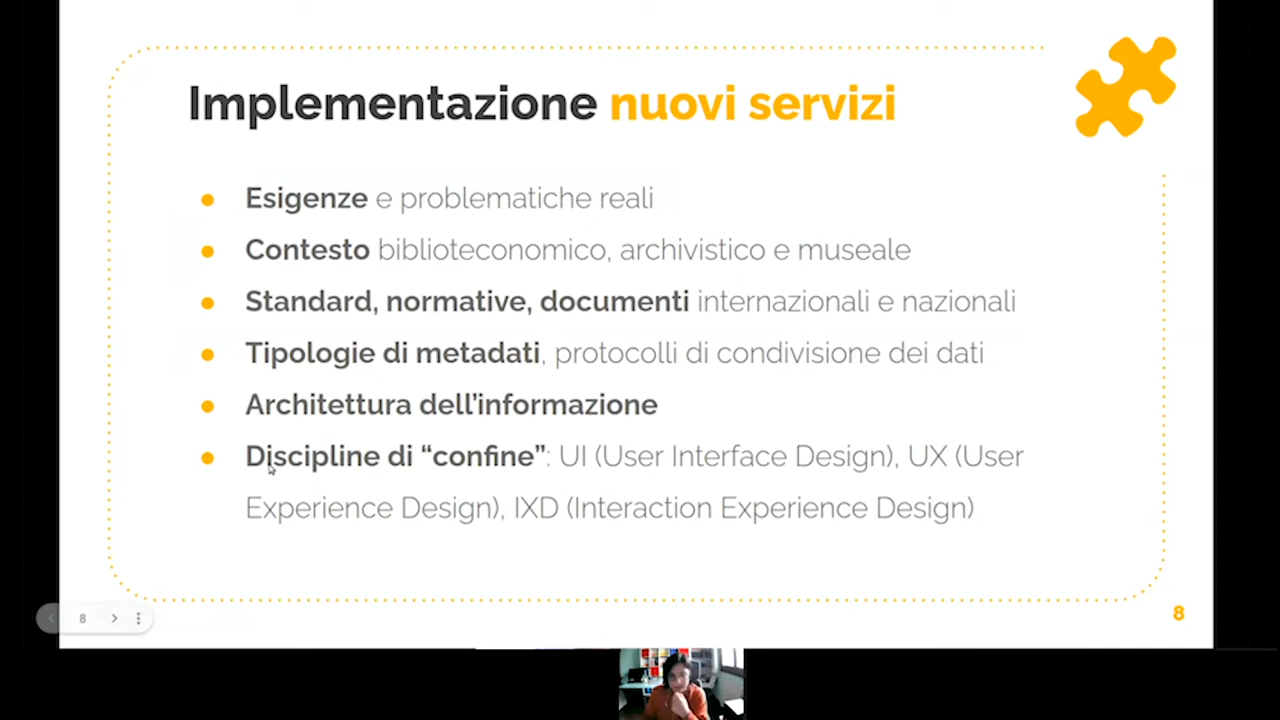 Implementazione nuovi servizi
● Esigenze e problematiche reali
● Contesto biblioteconomico, archivistico e museale
● Standard, normative, documenti internazionali e nazionali
● Tipologie di metadati, protocolli di condivisione dei dati
● Architettura dell’informazione
● Discipline di “confine”: UI (User Interface Design), UX (User
Experience Design), IXD (Interaction Experience Design)
8
8